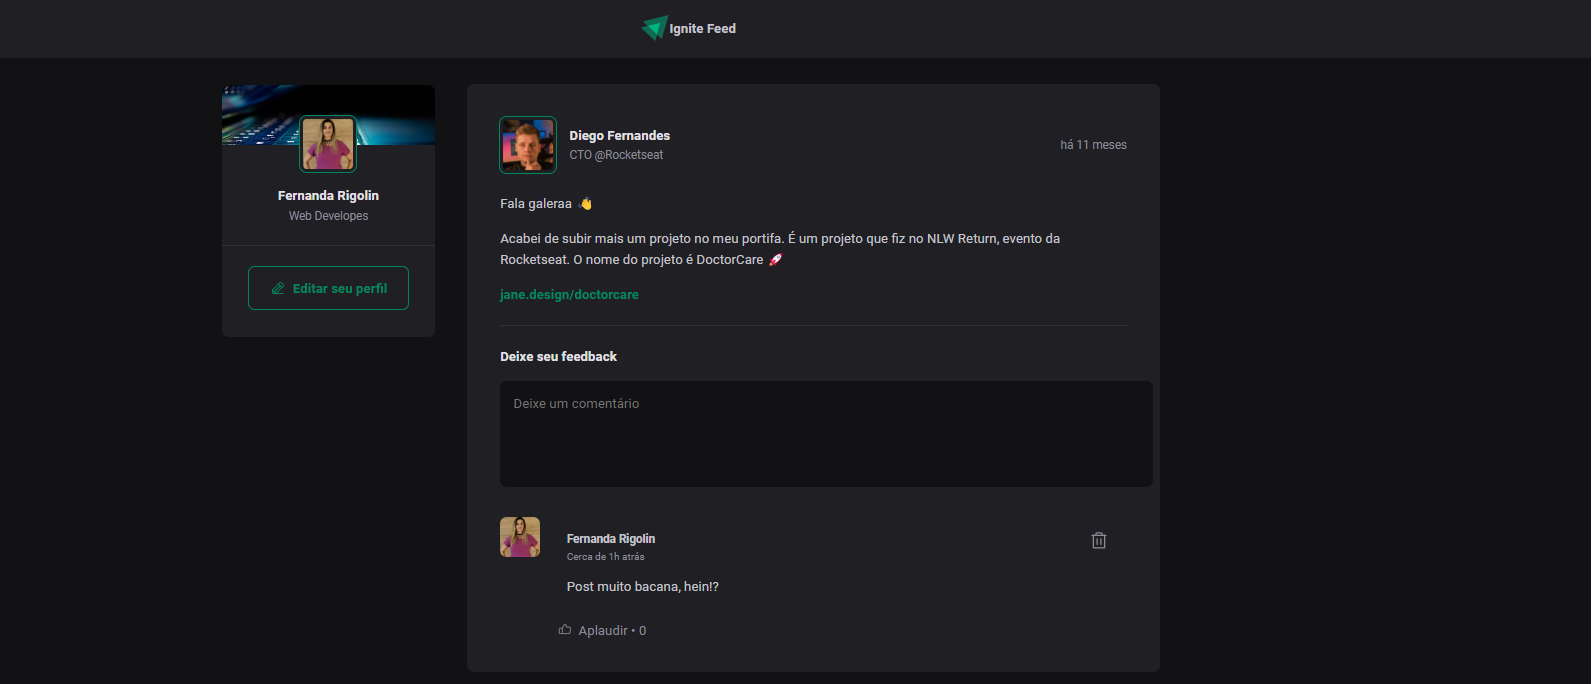 Ignite Feed
Fernanda Rigolin
Web Developes
Editar seu perfil
Diego Fernandes
CTO @Rocketseat
há 11 meses
Fala galeraa 👋
Acabei de subir mais um projeto no meu portifa. É um projeto que fiz no NLW Return, evento da
Rocketseat. O nome do projeto é DoctorCare 🚀
jane.design/doctorcare
Deixe seu feedback
Deixe um comentário
Fernanda Rigolin
Cerca de 1h atrás
Post muito bacana, hein!?
Aplaudir • 0